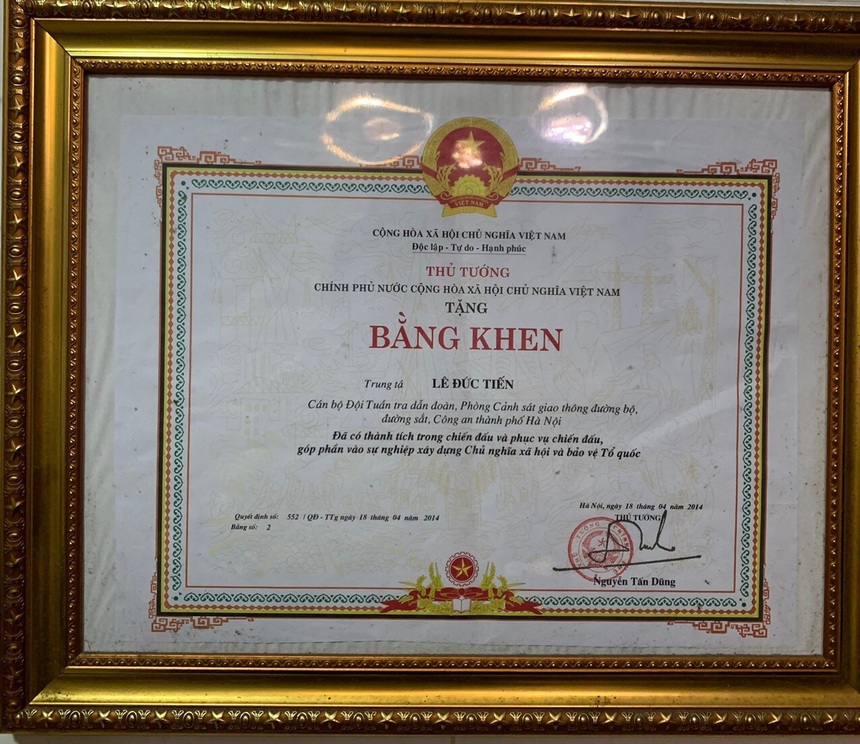 VIỆT NAM
CỘNG HÒA XÃ HỘI CHỦ NGHĨA VIỆT NAM
Độc lập - Tự do - Hạnh phúc
THỦ TƯỚNG
CHÍNH PHỦ NƯỚC CỘNG HÒA XÃ HỘI CHỦ NGHĨA VIỆT NAM
TẶNG
BẰNG KHEN
Trung tá LÊ ĐỨC TIẾN
Cán bộ Đội Tuần tra dẫn đoàn, Phòng Cảnh sát giao thông đường bộ,
đường sắt, Công an thành phố Hà Nội
Đã có thành tích trong chiến đấu và phục vụ chiến đấu,
góp phần vào sự nghiệp xây dựng Chủ nghĩa xã hội và bảo vệ Tổ quốc
Quyết định số: 552 / QĐ - TTg ngày 18 tháng 04 năm 2014
Bằng số: 2
Hà Nội, ngày 18 tháng 04 năm 2014
THỦ TƯỚNG
Nguyễn Tấn Dũng